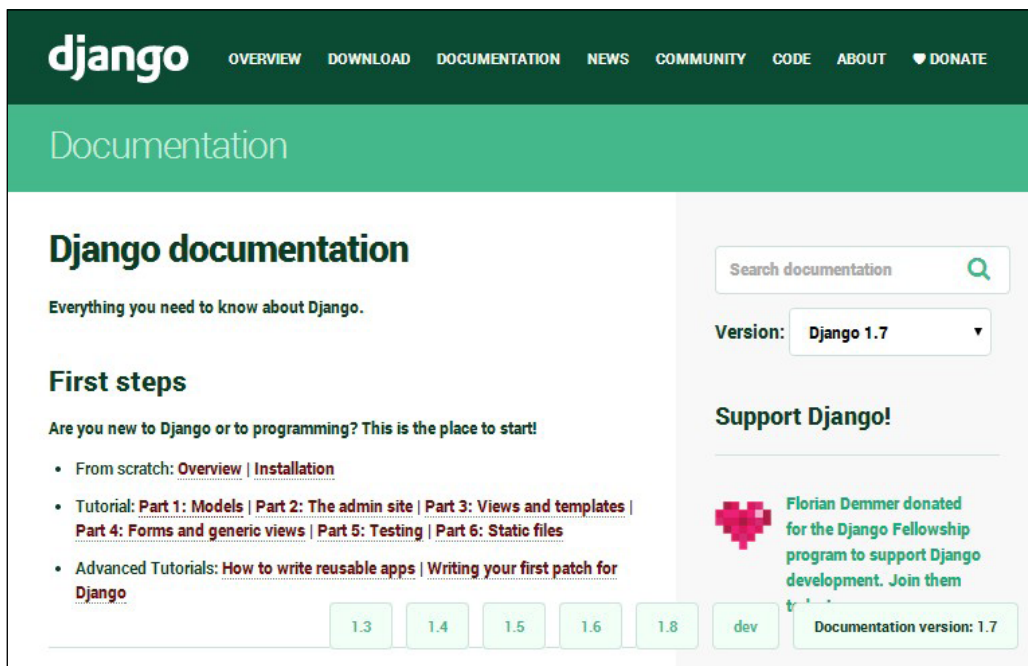 django OVERVIEW DOWNLOAD DOCUMENTATION NEWS COMMUNITY CODE ABOUT DONATE
Documentation
Django documentation
Everything you need to know about Django.
First steps
Are you new to Django or to programming? This is the place to start!
• From scratch: Overview | Installation
• Tutorial: Part 1: Models | Part 2: The admin site | Part 3: Views and templates |
Part 4: Forms and generic views | Part 5: Testing | Part 6: Static files
• Advanced Tutorials: How to write reusable apps | Writing your first patch for
Django
Search documentation
Version: Django 1.7
Support Django!
Florian Demmer donated
for the Django Fellowship
program to support Django
development. Join them
1.3 1.4 1.5 1.6 1.8 dev Documentation version: 1.7